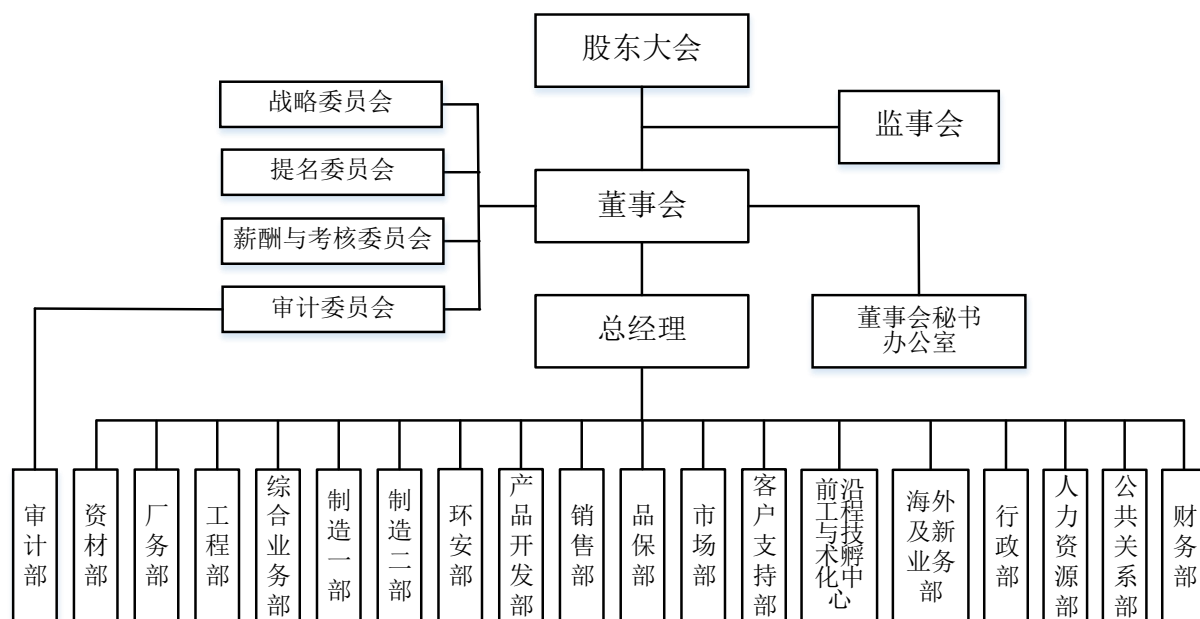 股东大会
战略委员会
监事会
提名委员会
董事会
薪酬与考核委员会
审计委员会
总经理
董事会秘书
办公室
审计部
资材部
厂务部
工程部
综合业务部
制造一部
制造二部
环安部
产品开发部
销售部
品保部
市场部
客户支持部
前沿工程与技术孵化中心
海外及新业务部
行政部
人力资源部
公共关系部
财务部